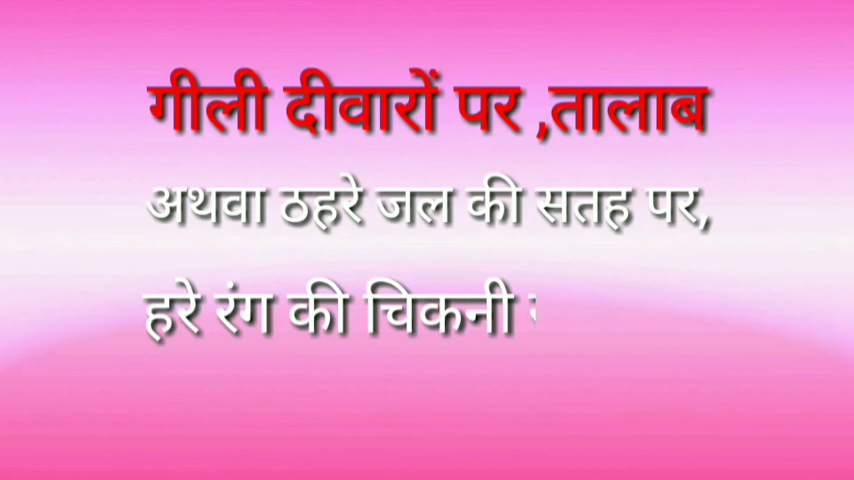 गीली दीवारों पर ,तालाब
अथवा ठहरे जल की सतह पर,
हरे रंग की चिकनी